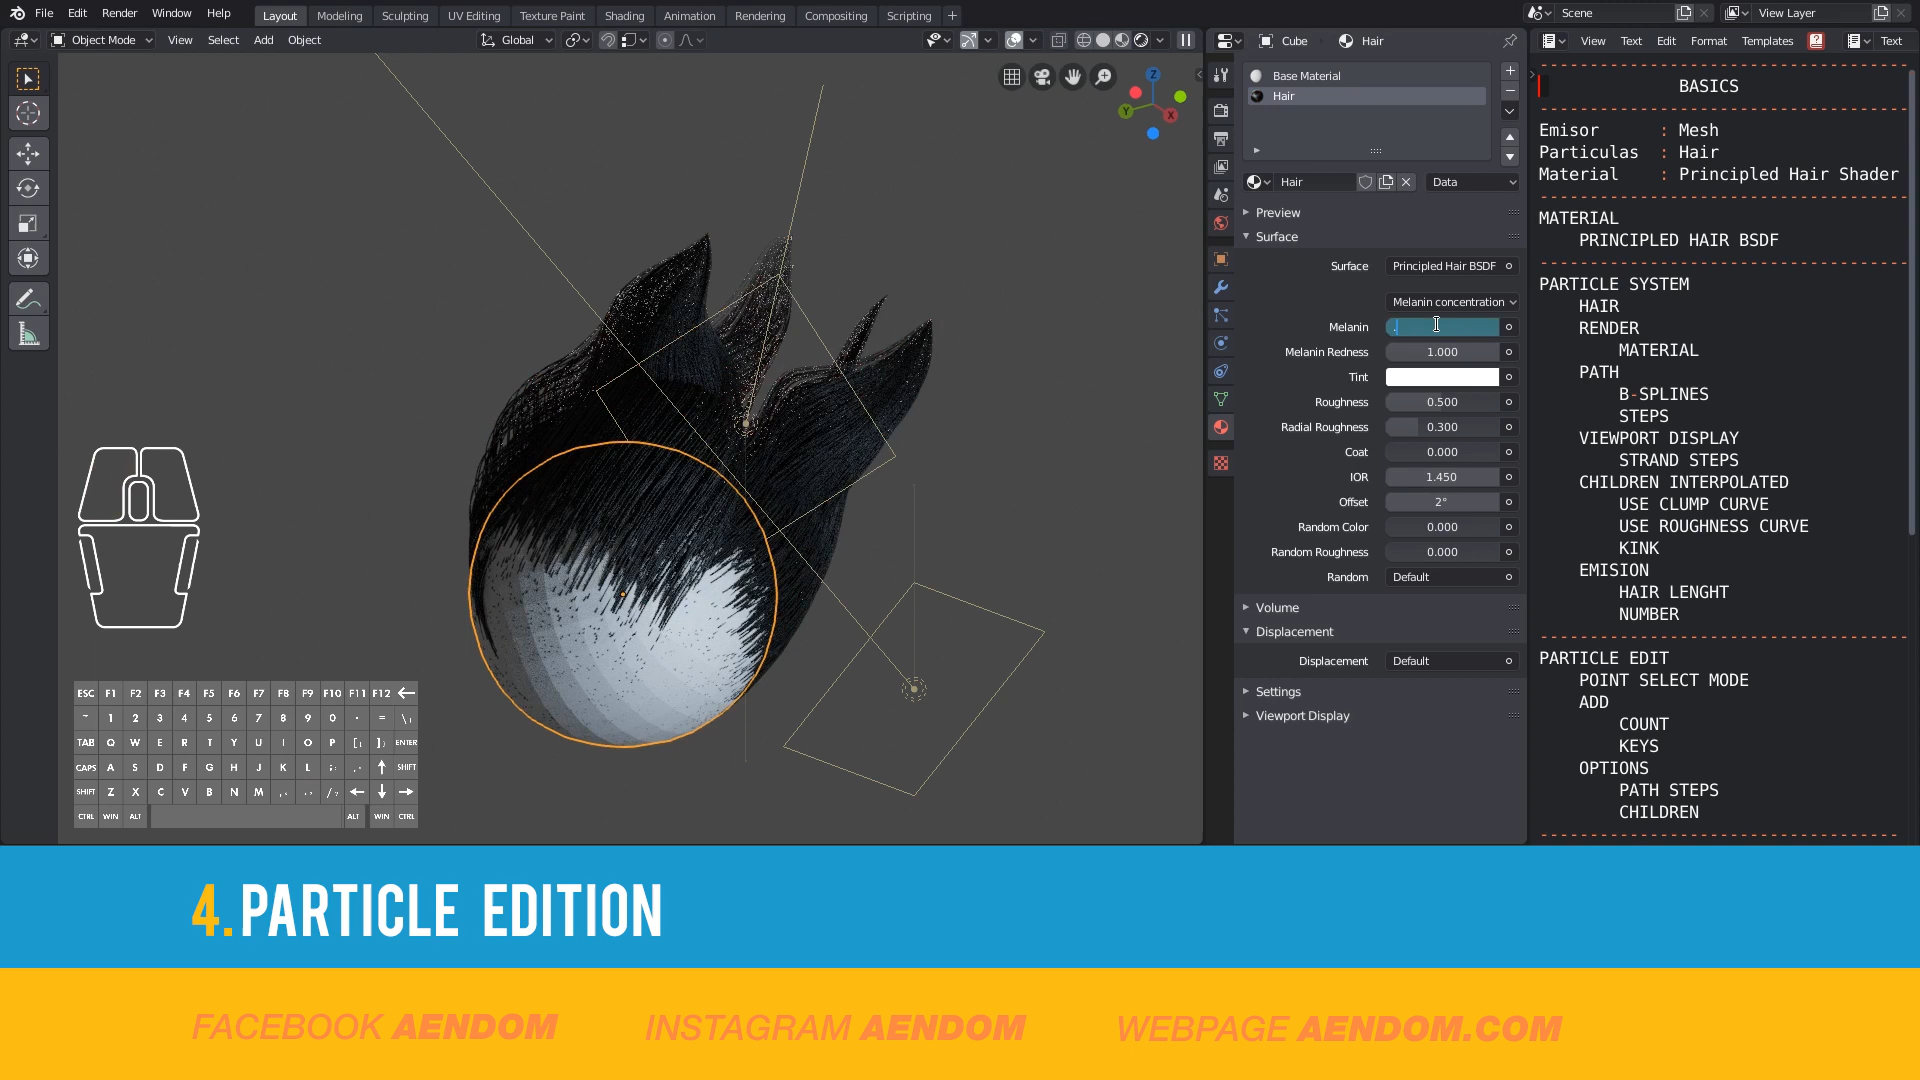 File Edit Render Window Help
Layout Modeling Sculpting UV Editing Texture Paint Shading Animation Rendering Compositing Scripting +
Scene
View Layer
Object Mode View Select Add Object
Global
Cube Hair
View Text Edit Format Templates Text
Z
Y
X
Base Material
Hair
Hair
Data
Preview
Surface
Surface Principled Hair BSDF
Melanin concentration
Melanin .
Melanin Redness 1.000
Tint
Roughness 0.500
Radial Roughness 0.300
Coat 0.000
IOR 1.450
Offset 2°
Random Color 0.000
Random Roughness 0.000
Random Default
Volume
Displacement
Displacement Default
Settings
Viewport Display
BASICS
Emisor : Mesh
Particulas : Hair
Material : Principled Hair Shader
MATERIAL
PRINCIPLED HAIR BSDF
PARTICLE SYSTEM
HAIR
RENDER
MATERIAL
PATH
B-SPLINES
STEPS
VIEWPORT DISPLAY
STRAND STEPS
CHILDREN INTERPOLATED
USE CLUMP CURVE
USE ROUGHNESS CURVE
KINK
EMISION
HAIR LENGHT
NUMBER
PARTICLE EDIT
POINT SELECT MODE
ADD
COUNT
KEYS
OPTIONS
PATH STEPS
CHILDREN
ESC F1 F2 F3 F4 F5 F6 F7 F8 F9 F10 F11 F12
1 2 3 4 5 6 7 8 9 0
TAB Q W E R T Y U I O P ENTER
CAPS A S D F G H J K L SHIFT
SHIFT Z X C V B N M
CTRL WIN ALT ALT WIN CTRL
4. PARTICLE EDITION
FACEBOOK AENDOM INSTAGRAM AENDOM WEBPAGE AENDOM.COM